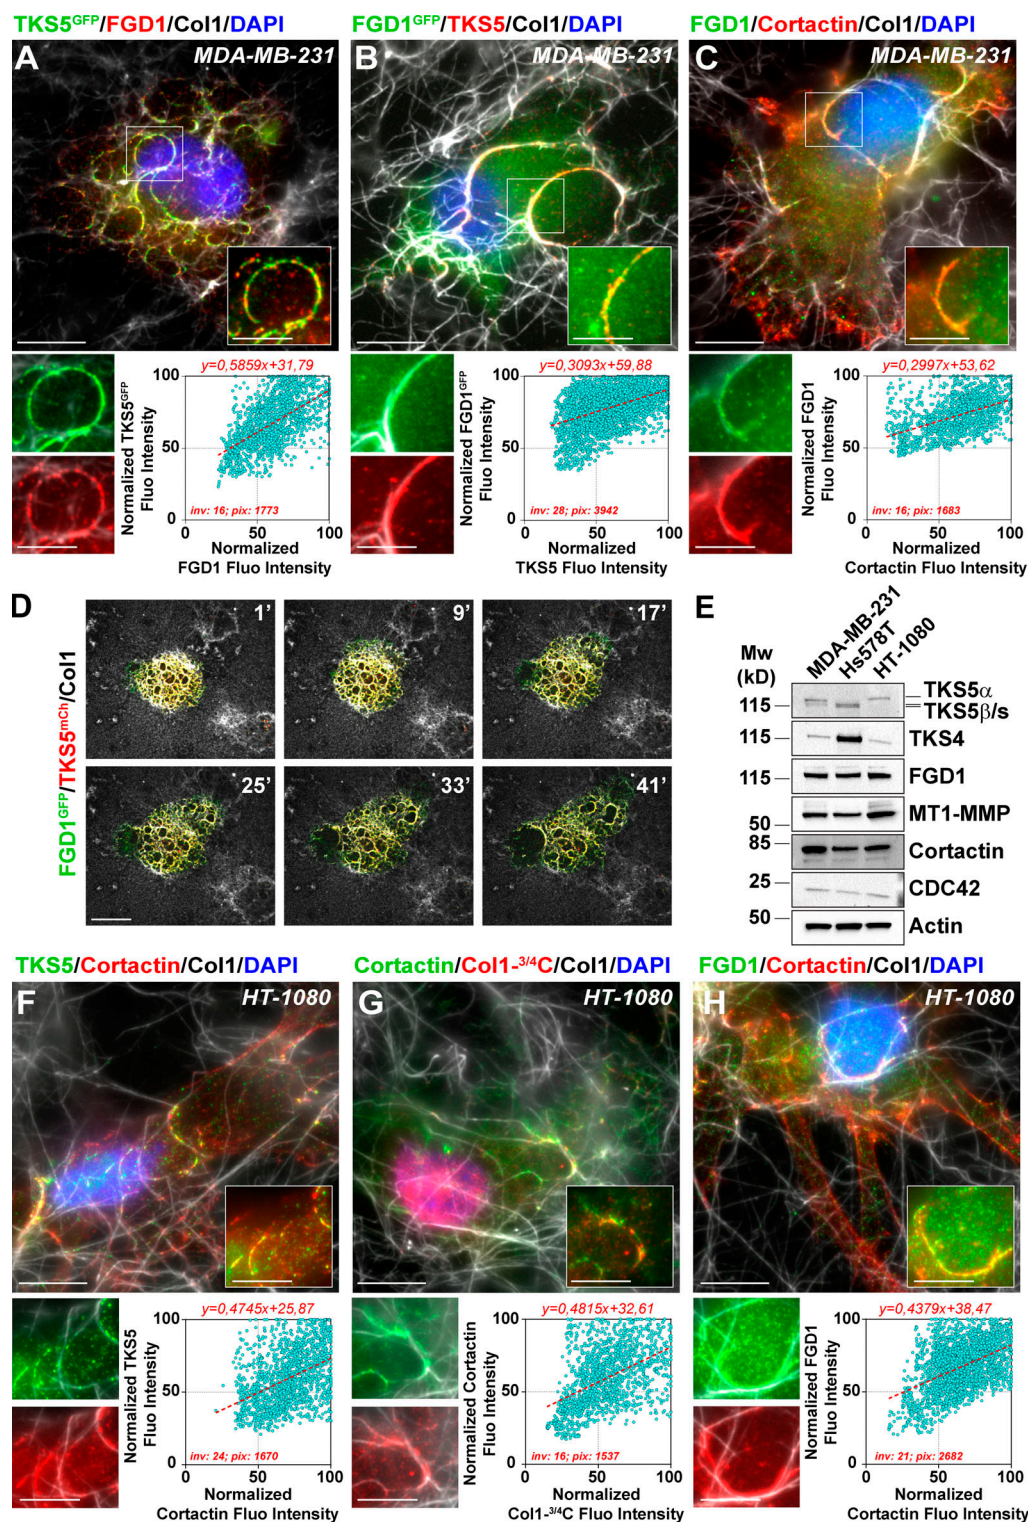 TKS5ᴳᶠᴾ/FGD1/Col1/DAPI
A
MDA-MB-231
y=0,5859x+31,79
Normalized TKS5ᴳᶠᴾ
Fluo Intensity
100
50
0
inv: 16; pix: 1773
50
100
Normalized
FGD1 Fluo Intensity
FGD1ᴳᶠᴾ/TKS5/Col1/DAPI
B
MDA-MB-231
y=0,3093x+59,88
Normalized FGD1ᴳᶠᴾ
Fluo Intensity
100
50
0
inv: 28; pix: 3942
50
100
Normalized
TKS5 Fluo Intensity
FGD1/Cortactin/Col1/DAPI
C
MDA-MB-231
y=0,2997x+53,62
Normalized FGD1
Fluo Intensity
100
50
0
inv: 16; pix: 1683
50
100
Normalized
Cortactin Fluo Intensity
D
FGD1ᴳᶠᴾ/TKS5ᵐᶜʰ/Col1
1’
9’
17’
25’
33’
41’
E
MDA-MB-231
Hs578T
HT-1080
Mw
(kD)
115
TKS5α
TKS5β/s
115
TKS4
115
FGD1
50
MT1-MMP
85
Cortactin
25
CDC42
50
Actin
TKS5/Cortactin/Col1/DAPI
F
HT-1080
y=0,4745x+25,87
Normalized TKS5
Fluo Intensity
100
50
0
inv: 24; pix: 1670
50
100
Normalized
Cortactin Fluo Intensity
Cortactin/Col1-³/⁴C/Col1/DAPI
G
HT-1080
y=0,4815x+32,61
Normalized Cortactin
Fluo Intensity
100
50
0
inv: 16; pix: 1537
50
100
Normalized
Col1-³/⁴C Fluo Intensity
FGD1/Cortactin/Col1/DAPI
H
HT-1080
y=0,4379x+38,47
Normalized FGD1
Fluo Intensity
100
50
0
inv: 21; pix: 2682
50
100
Normalized
Cortactin Fluo Intensity